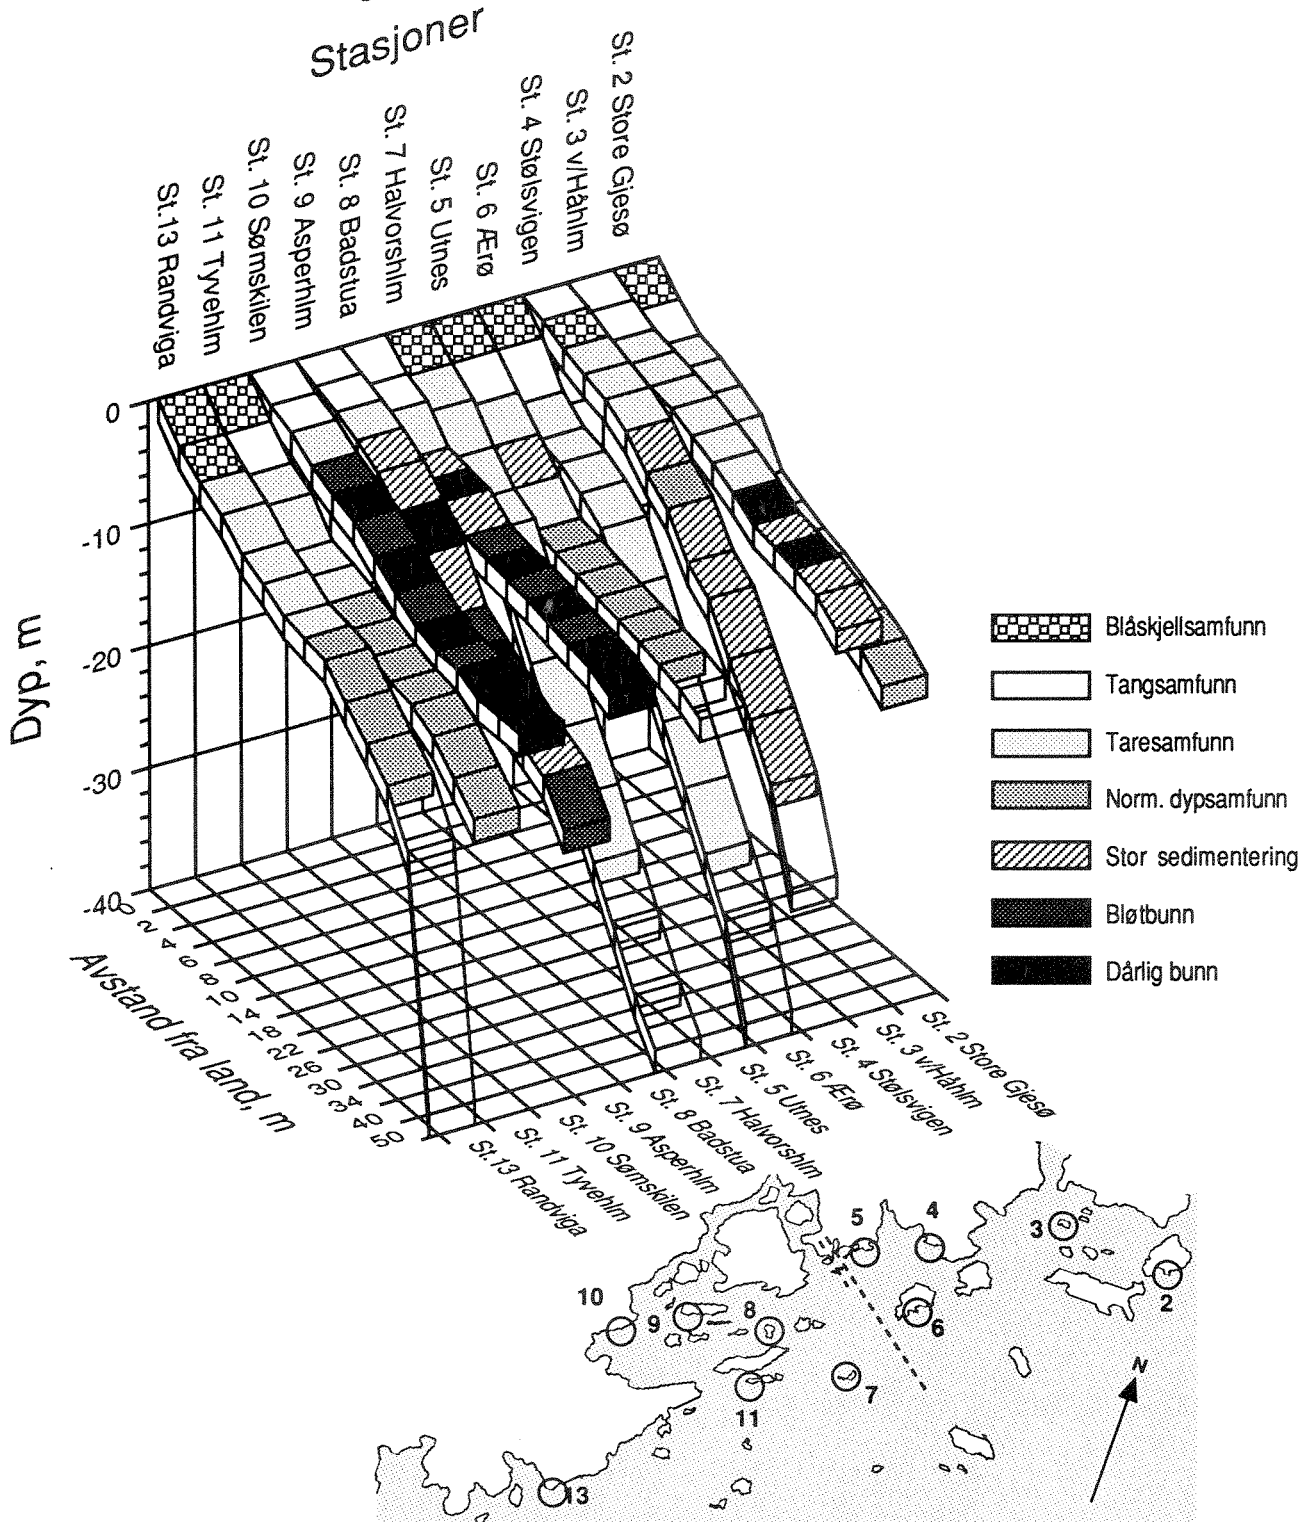 Stasjoner
St.13 Randviga
St. 11 Tyvehlm
St. 10 Sømskilen
St. 9 Asperhlm
St. 8 Badstua
St. 7 Halvorshlm
St. 5 Utnes
St. 6 Ærø
St. 4 Stølsvigen
St. 3 v/Håhlm
St. 2 Store Gjesø
0
-10
-20
-30
-40
Dyp, m
Blåskjellsamfunn
Tangsamfunn
Taresamfunn
Norm. dypsamfunn
Stor sedimentering
Bløtbunn
Dårlig bunn
0
2
4
6
8
10
14
18
22
26
30
34
40
50
Avstand fra land, m
St.13 Randviga
St. 11 Tyvehlm
St. 10 Sømskilen
St. 9 Asperhlm
St. 8 Badstua
St. 7 Halvorshlm
St. 5 Utnes
St. 6 Ærø
St. 4 Stølsvigen
St. 3 v/Håhlm
St. 2 Store Gjesø
5
4
3
2
10
9
8
6
7
11
13
N